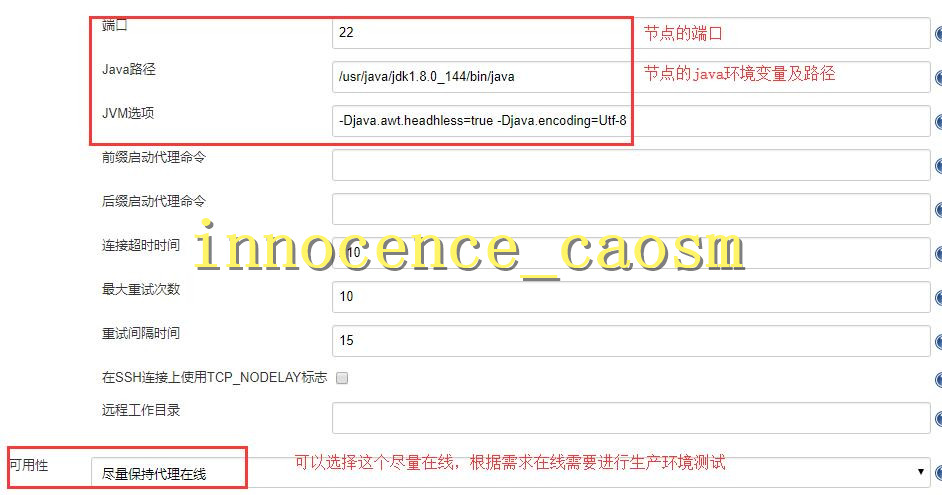 端口
22
节点的端口
Java路径
/usr/java/jdk1.8.0_144/bin/java
节点的java环境变量及路径
JVM选项
-Djava.awt.headhless=true -Djava.encoding=Utf-8
前缀启动代理命令
后缀启动代理命令
innocence_caosm
连接超时时间
10
最大重试次数
10
重试间隔时间
15
在SSH连接上使用TCP_NODELAY标志
远程工作目录
可用性
尽量保持代理在线
可以选择这个尽量在线,根据需求在线需要进行生产环境测试